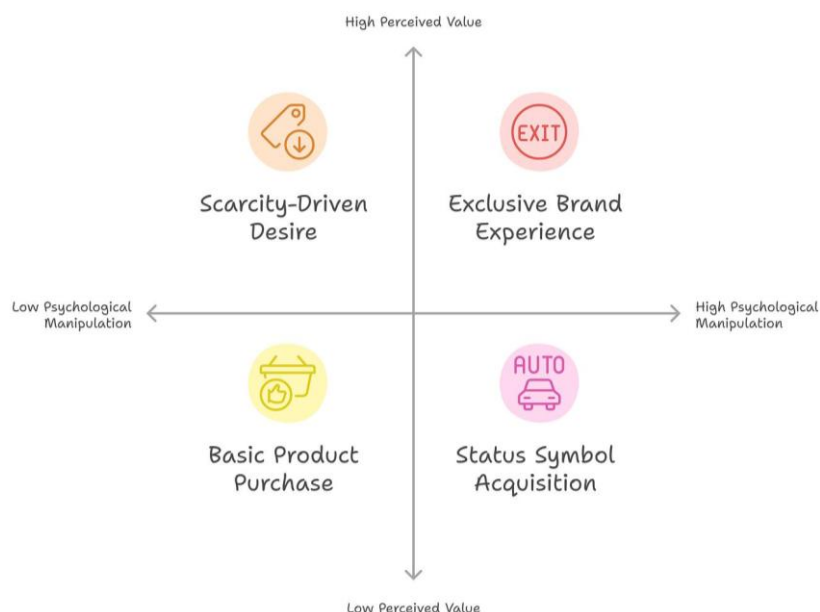 High Perceived Value
EXIT
Scarcity-Driven
Desire
Exclusive Brand
Experience
Low Psychological
Manipulation
High Psychological
Manipulation
AUTO
Basic Product
Purchase
Status Symbol
Acquisition
Low Perceived Value